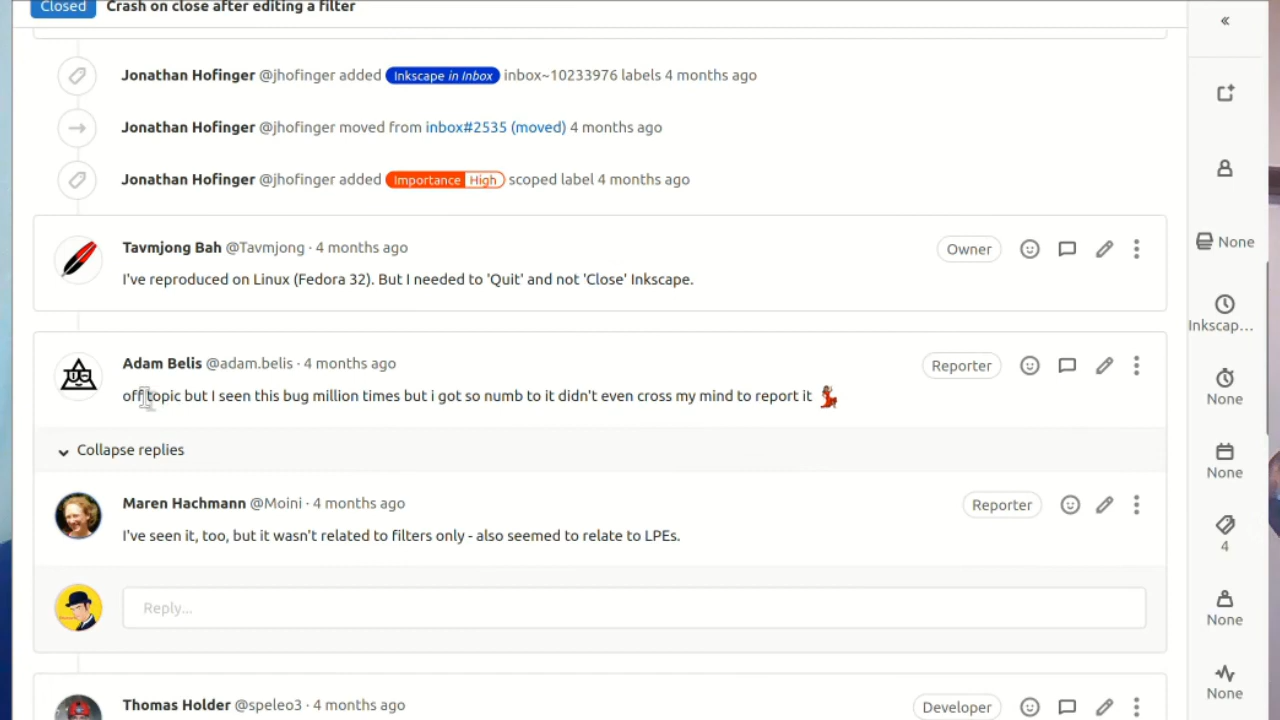 Closed Crash on close after editing a filter
«
Jonathan Hofinger @jhofinger added Inkscape in Inbox inbox~10233976 labels 4 months ago
Jonathan Hofinger @jhofinger moved from inbox#2535 (moved) 4 months ago
Jonathan Hofinger @jhofinger added Importance High scoped label 4 months ago
Tavmjong Bah @Tavmjong · 4 months ago Owner
None
I've reproduced on Linux (Fedora 32). But I needed to 'Quit' and not 'Close' Inkscape.
Inkscap...
Adam Belis @adam.belis · 4 months ago Reporter
off topic but I seen this bug million times but i got so numb to it didn't even cross my mind to report it 💃
None
Collapse replies
None
Maren Hachmann @Moini · 4 months ago Reporter
I've seen it, too, but it wasn't related to filters only - also seemed to relate to LPEs.
4
Reply...
None
None
Thomas Holder @speleo3 · 4 months ago Developer